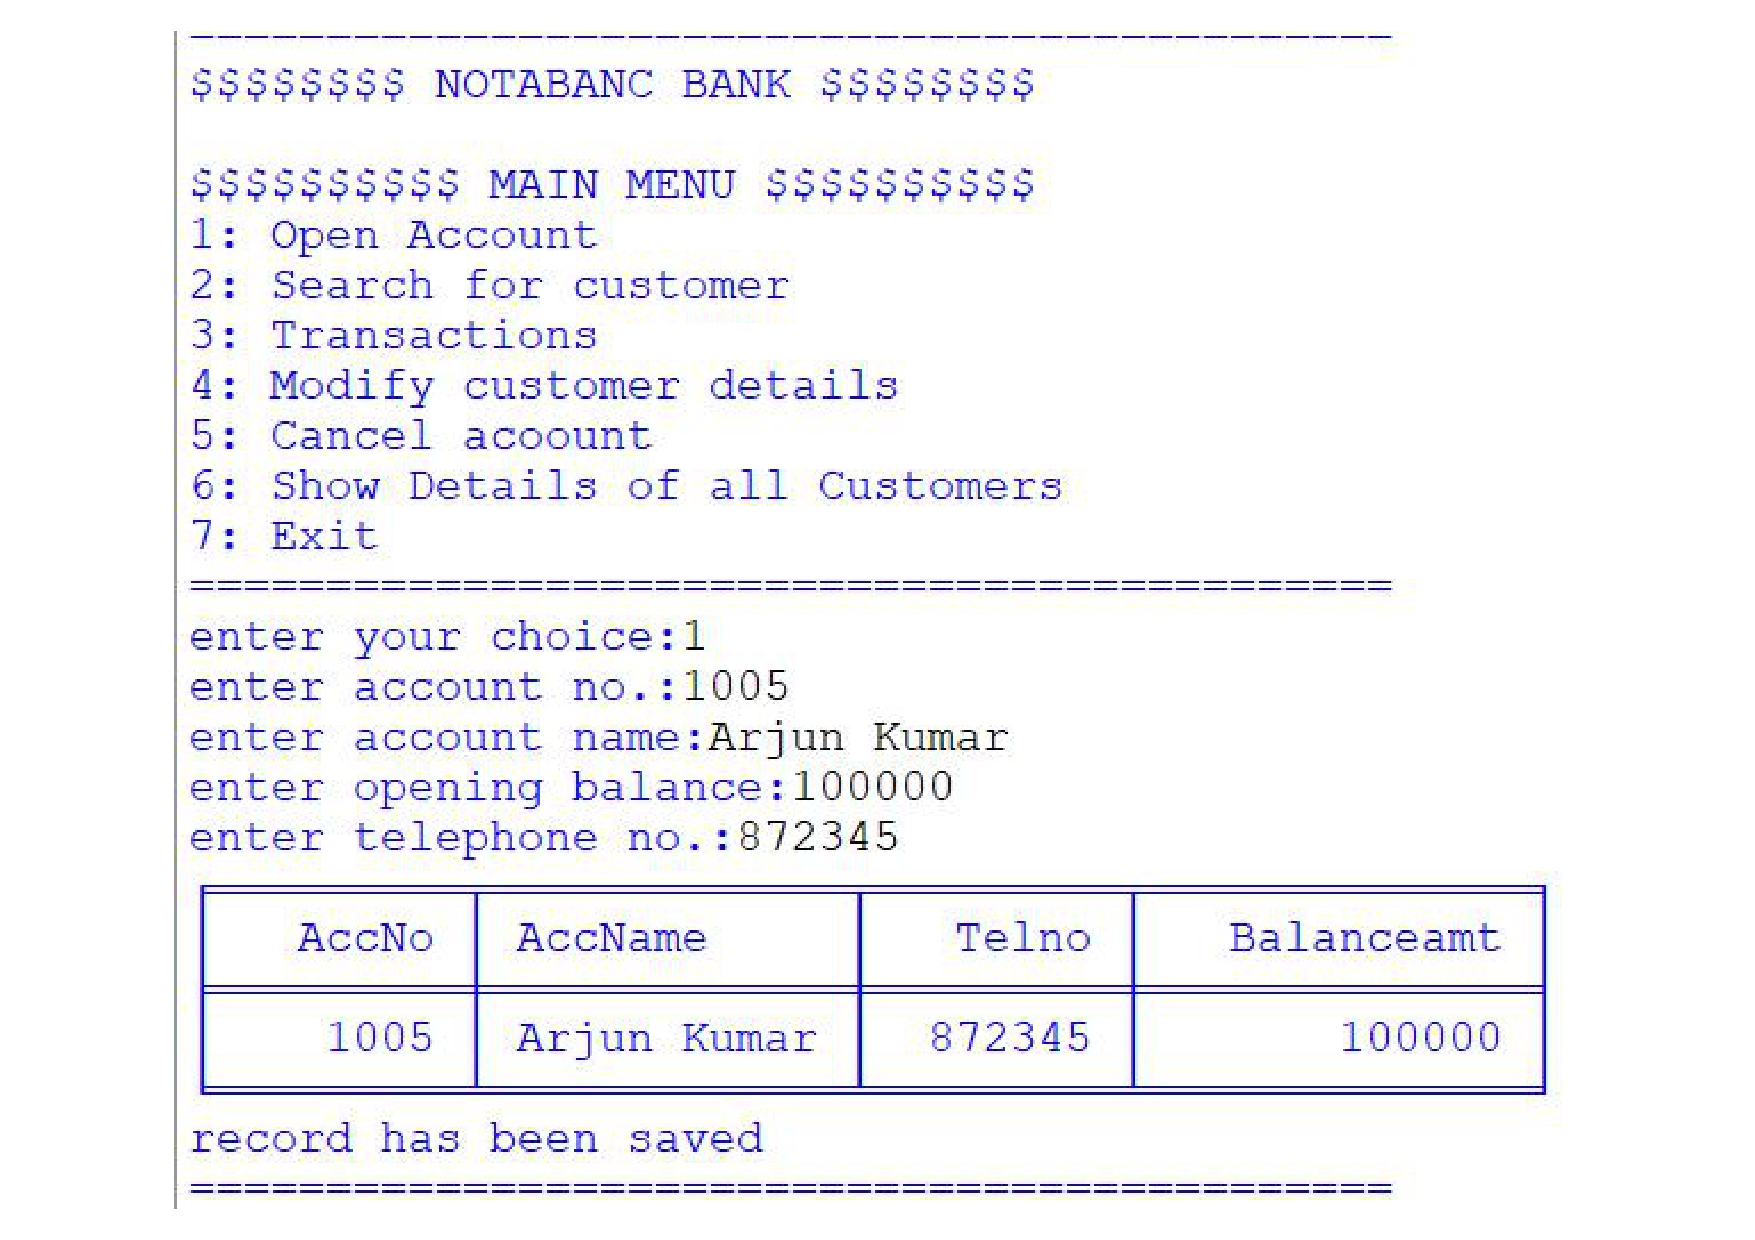 ============================================
$$$$$$$$ NOTABANC BANK $$$$$$$$
$$$$$$$$$$ MAIN MENU $$$$$$$$$$
1: Open Account
2: Search for customer
3: Transactions
4: Modify customer details
5: Cancel acoount
6: Show Details of all Customers
7: Exit
============================================
enter your choice:1
enter account no.:1005
enter account name:Arjun Kumar
enter opening balance:100000
enter telephone no.:872345
AccNo AccName Telno Balanceamt
1005 Arjun Kumar 872345 100000
record has been saved
============================================